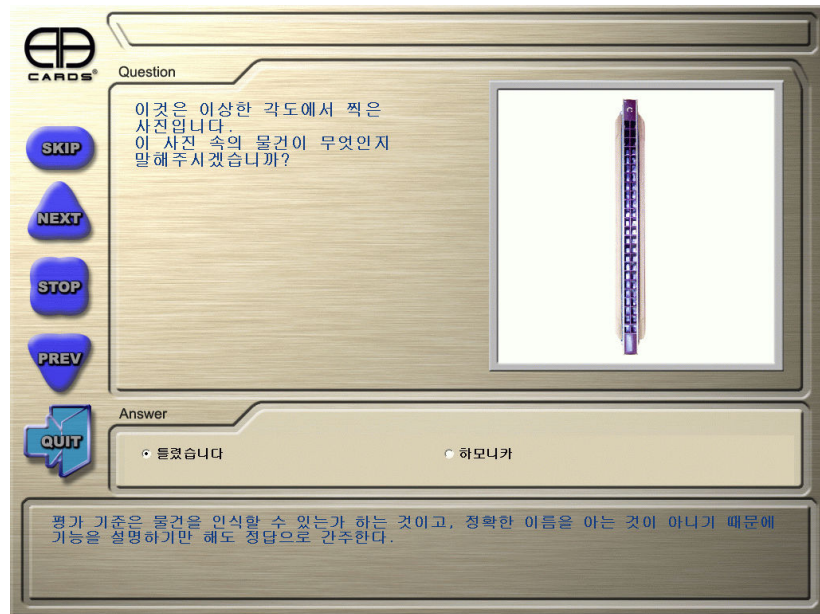 CARDS®
Question
이것은 이상한 각도에서 찍은
사진입니다.
이 사진 속의 물건이 무엇인지
말해주시겠습니까?
SKIP
NEXT
STOP
PREV
QUIT
Answer
틀렸습니다
하모니카
평가 기준은 물건을 인식할 수 있는가 하는 것이고, 정확한 이름을 아는 것이 아니기 때문에
기능을 설명하기만 해도 정답으로 간주한다.